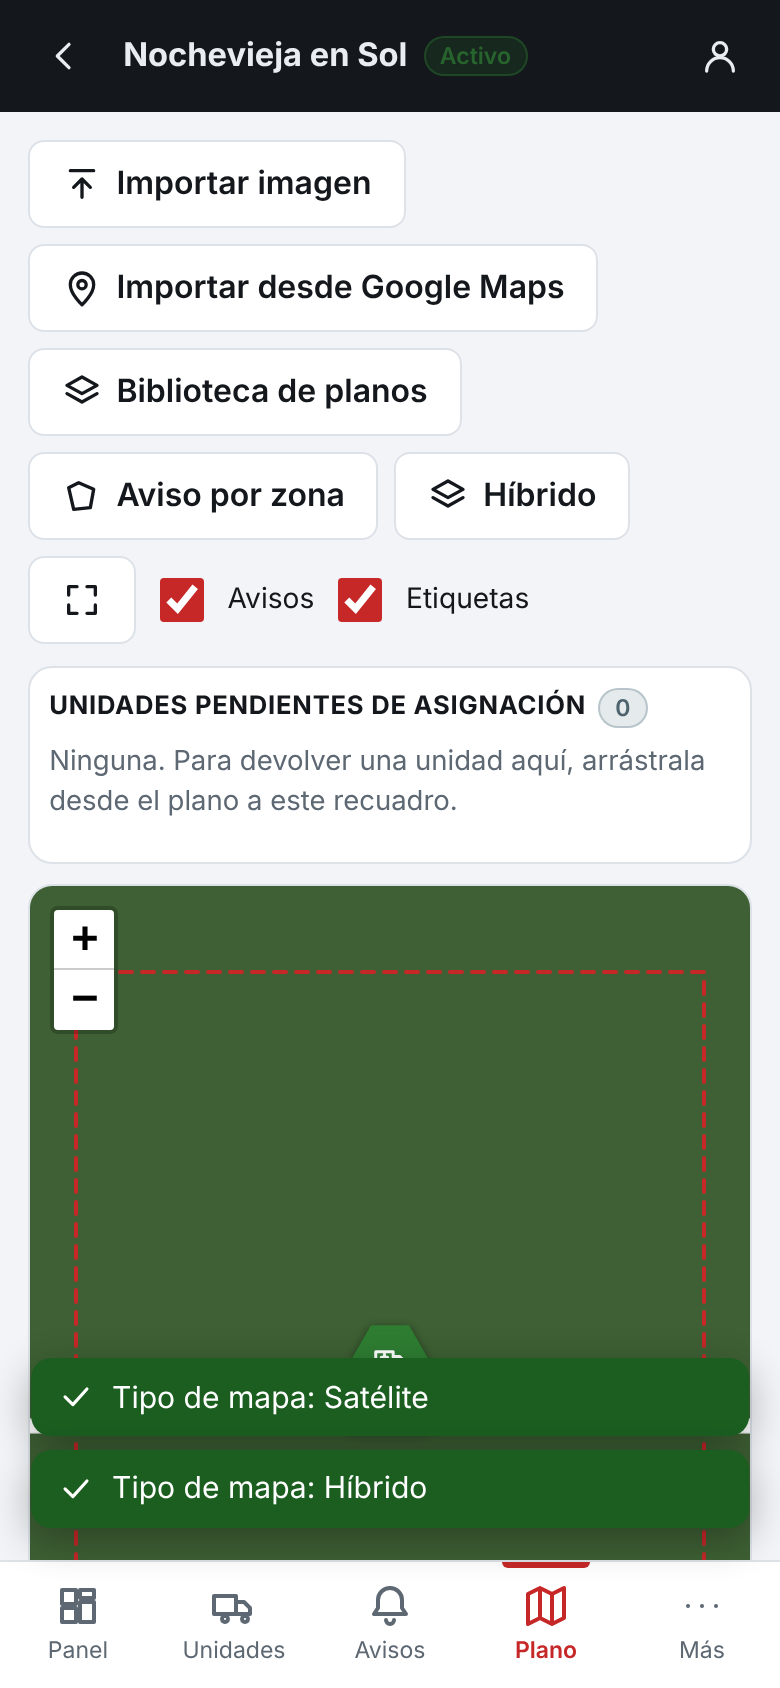 Nochevieja en Sol Activo
Importar imagen
Importar desde Google Maps
Biblioteca de planos
Aviso por zona Híbrido
Avisos Etiquetas
UNIDADES PENDIENTES DE ASIGNACIÓN 0
Ninguna. Para devolver una unidad aquí, arrástrala
desde el plano a este recuadro.
+
−
Tipo de mapa: Satélite
Tipo de mapa: Híbrido
Panel Unidades Avisos Plano Más